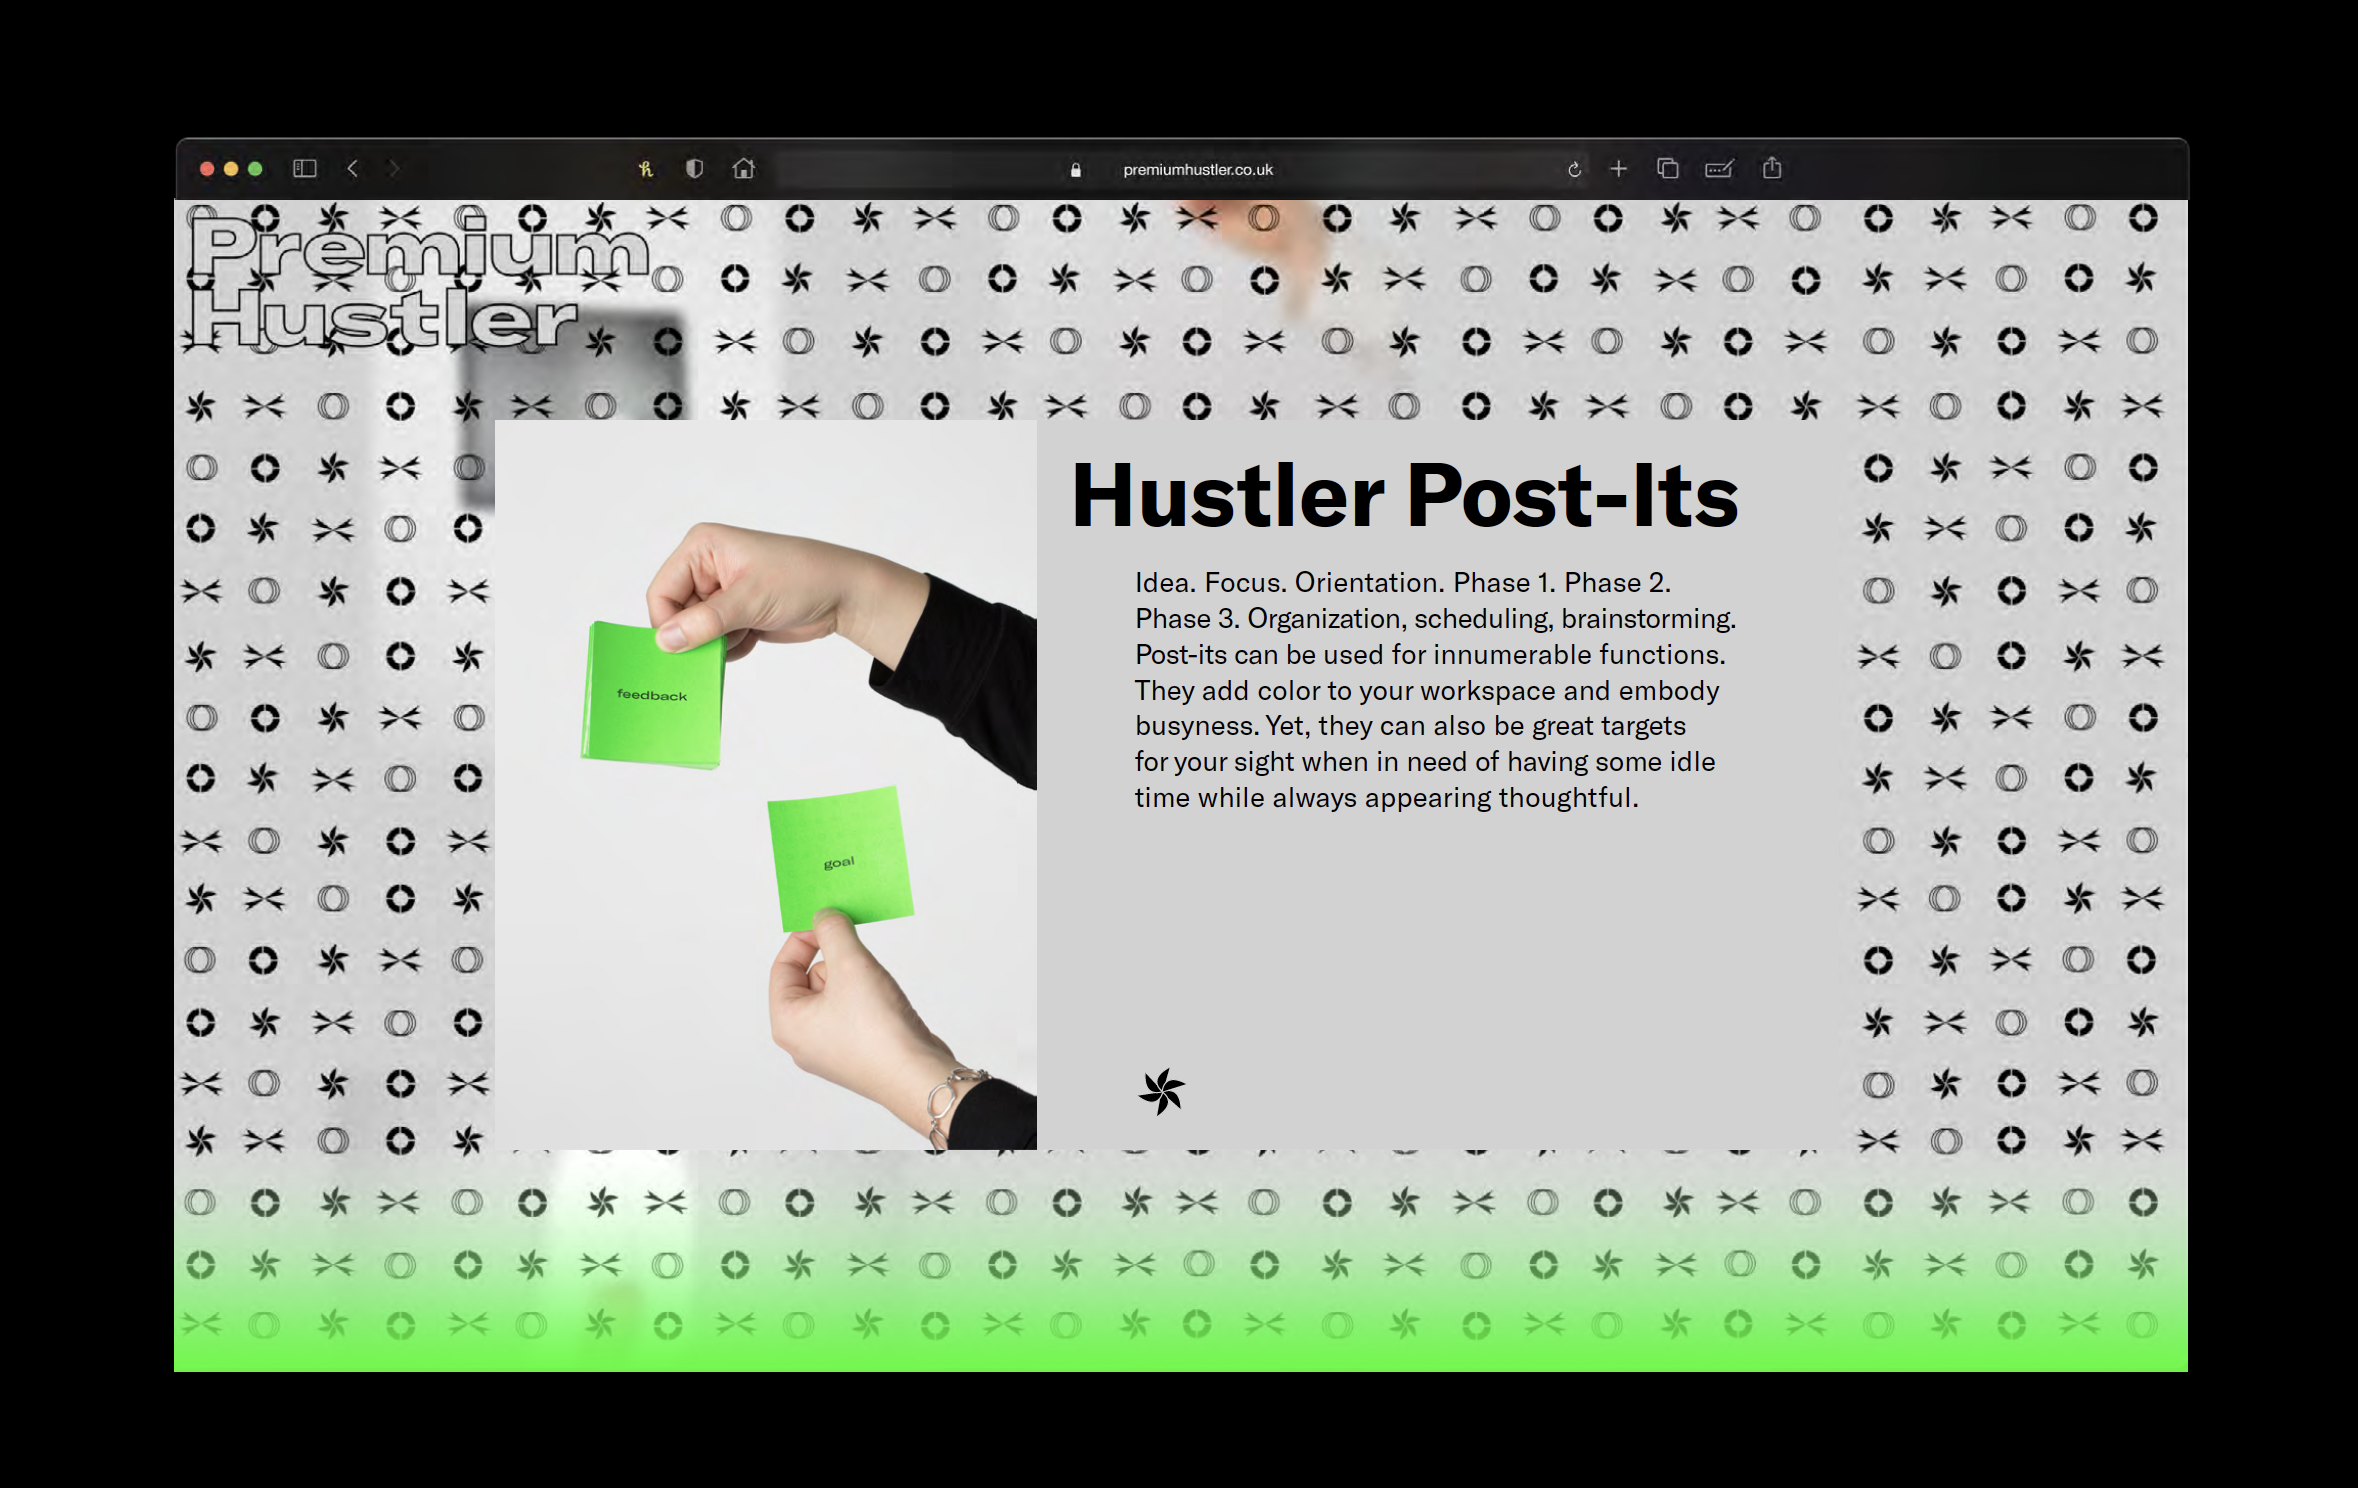 premiumhustler.co.uk
Premium
Hustler
Hustler Post-Its
Idea. Focus. Orientation. Phase 1. Phase 2.
Phase 3. Organization, scheduling, brainstorming.
Post-its can be used for innumerable functions.
They add color to your workspace and embody
busyness. Yet, they can also be great targets
for your sight when in need of having some idle
time while always appearing thoughtful.
feedback
goal